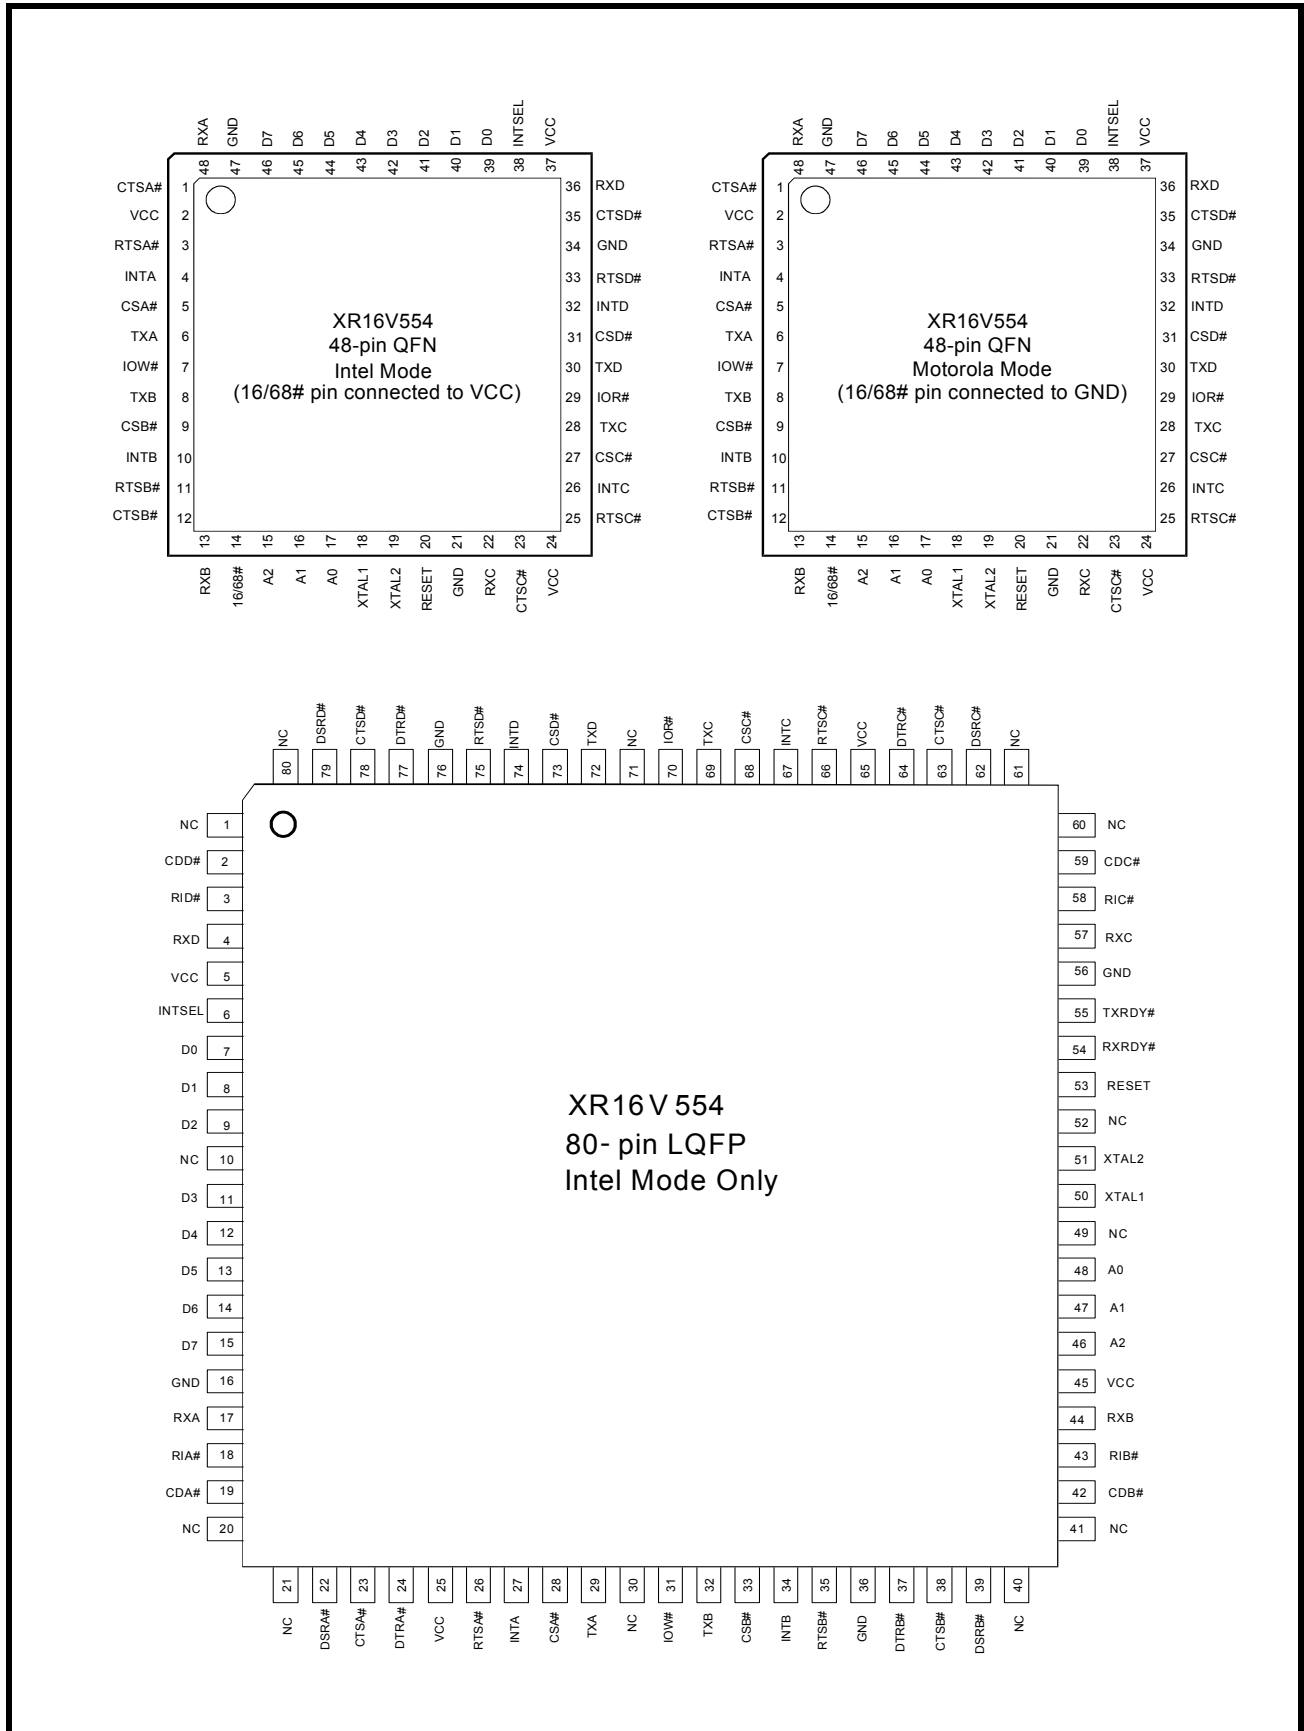 RXA GND D7 D6 D5 D4 D3 D2 D1 D0 INTSEL VCC
48 47 46 45 44 43 42 41 40 39 38 37
CTSA# 1 36 RXD
VCC 2 35 CTSD#
RTSA# 3 34 GND
INTA 4 33 RTSD#
CSA# 5 32 INTD
TXA 6 31 CSD#
IOW# 7 30 TXD
TXB 8 29 IOR#
CSB# 9 28 TXC
INTB 10 27 CSC#
RTSB# 11 26 INTC
CTSB# 12 25 RTSC#
XR16V554
48-pin QFN
Intel Mode
(16/68# pin connected to VCC)
13 14 15 16 17 18 19 20 21 22 23 24
RXB 16/68# A2 A1 A0 XTAL1 XTAL2 RESET GND RXC CTSC# VCC
RXA GND D7 D6 D5 D4 D3 D2 D1 D0 INTSEL VCC
48 47 46 45 44 43 42 41 40 39 38 37
CTSA# 1 36 RXD
VCC 2 35 CTSD#
RTSA# 3 34 GND
INTA 4 33 RTSD#
CSA# 5 32 INTD
TXA 6 31 CSD#
IOW# 7 30 TXD
TXB 8 29 IOR#
CSB# 9 28 TXC
INTB 10 27 CSC#
RTSB# 11 26 INTC
CTSB# 12 25 RTSC#
XR16V554
48-pin QFN
Motorola Mode
(16/68# pin connected to GND)
13 14 15 16 17 18 19 20 21 22 23 24
RXB 16/68# A2 A1 A0 XTAL1 XTAL2 RESET GND RXC CTSC# VCC
NC DSRD# CTSD# DTRD# GND RTSD# INTD CSD# TXD NC IOR# TXC CSC# INTC RTSC# VCC DTRC# CTSC# DSRC# NC
80 79 78 77 76 75 74 73 72 71 70 69 68 67 66 65 64 63 62 61
NC 1 60 NC
CDD# 2 59 CDC#
RID# 3 58 RIC#
RXD 4 57 RXC
VCC 5 56 GND
INTSEL 6 55 TXRDY#
D0 7 54 RXRDY#
D1 8 53 RESET
D2 9 52 NC
NC 10 51 XTAL2
D3 11 50 XTAL1
D4 12 49 NC
D5 13 48 A0
D6 14 47 A1
D7 15 46 A2
GND 16 45 VCC
RXA 17 44 RXB
RIA# 18 43 RIB#
CDA# 19 42 CDB#
NC 20 41 NC
XR16V554
80- pin LQFP
Intel Mode Only
21 22 23 24 25 26 27 28 29 30 31 32 33 34 35 36 37 38 39 40
NC DSRA# CTSA# DTRA# VCC RTSA# INTA CSA# TXA NC IOW# TXB CSB# INTB RTSB# GND DTRB# CTSB# DSRB# NC